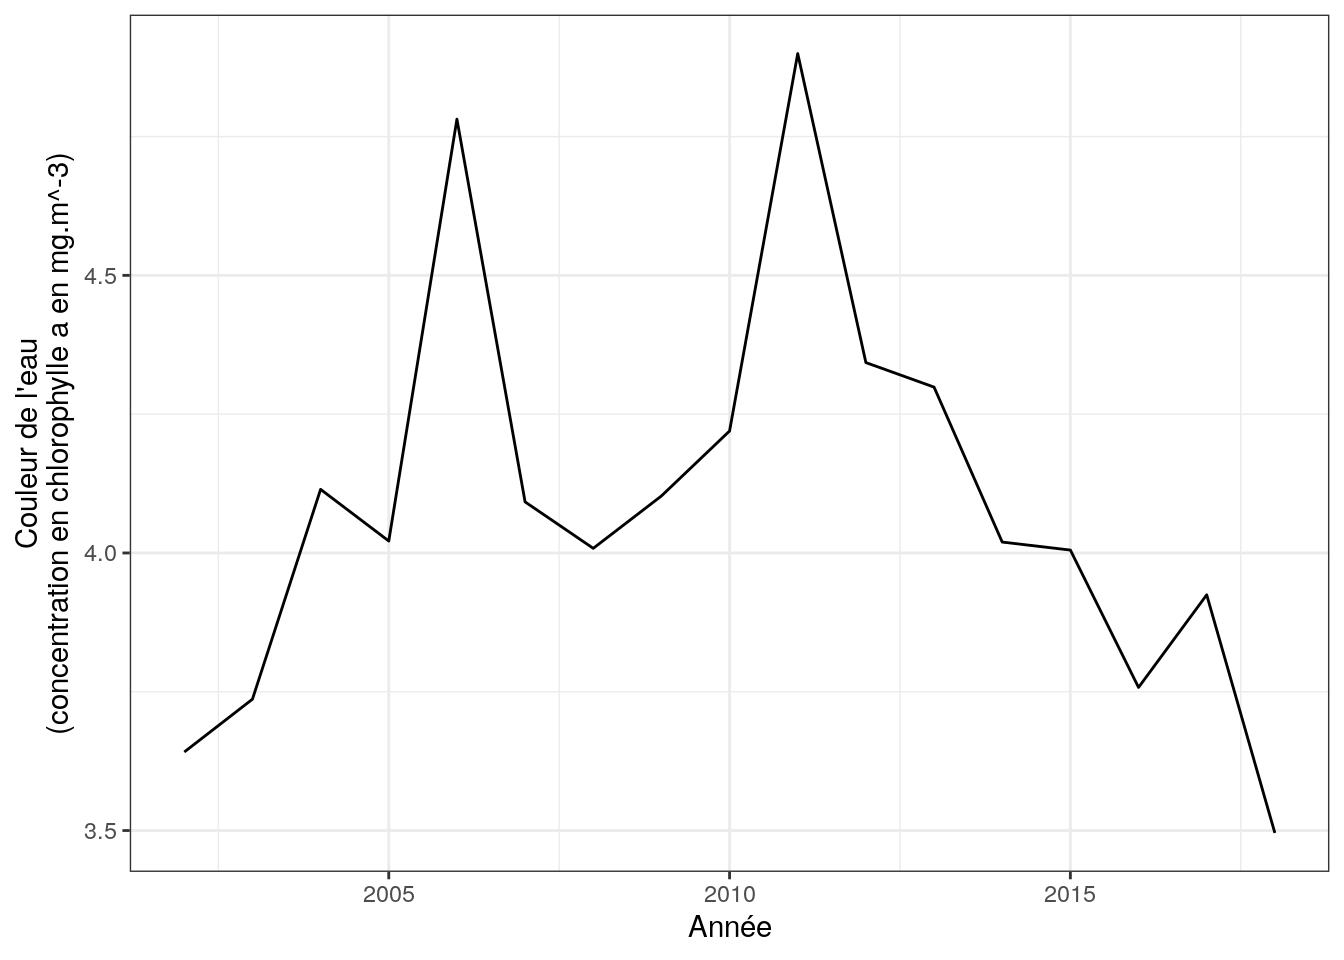 Couleur de l'eau
(concentration en chlorophylle a en mg.m^-3)
4.5
4.0
3.5
2005
2010
2015
Année